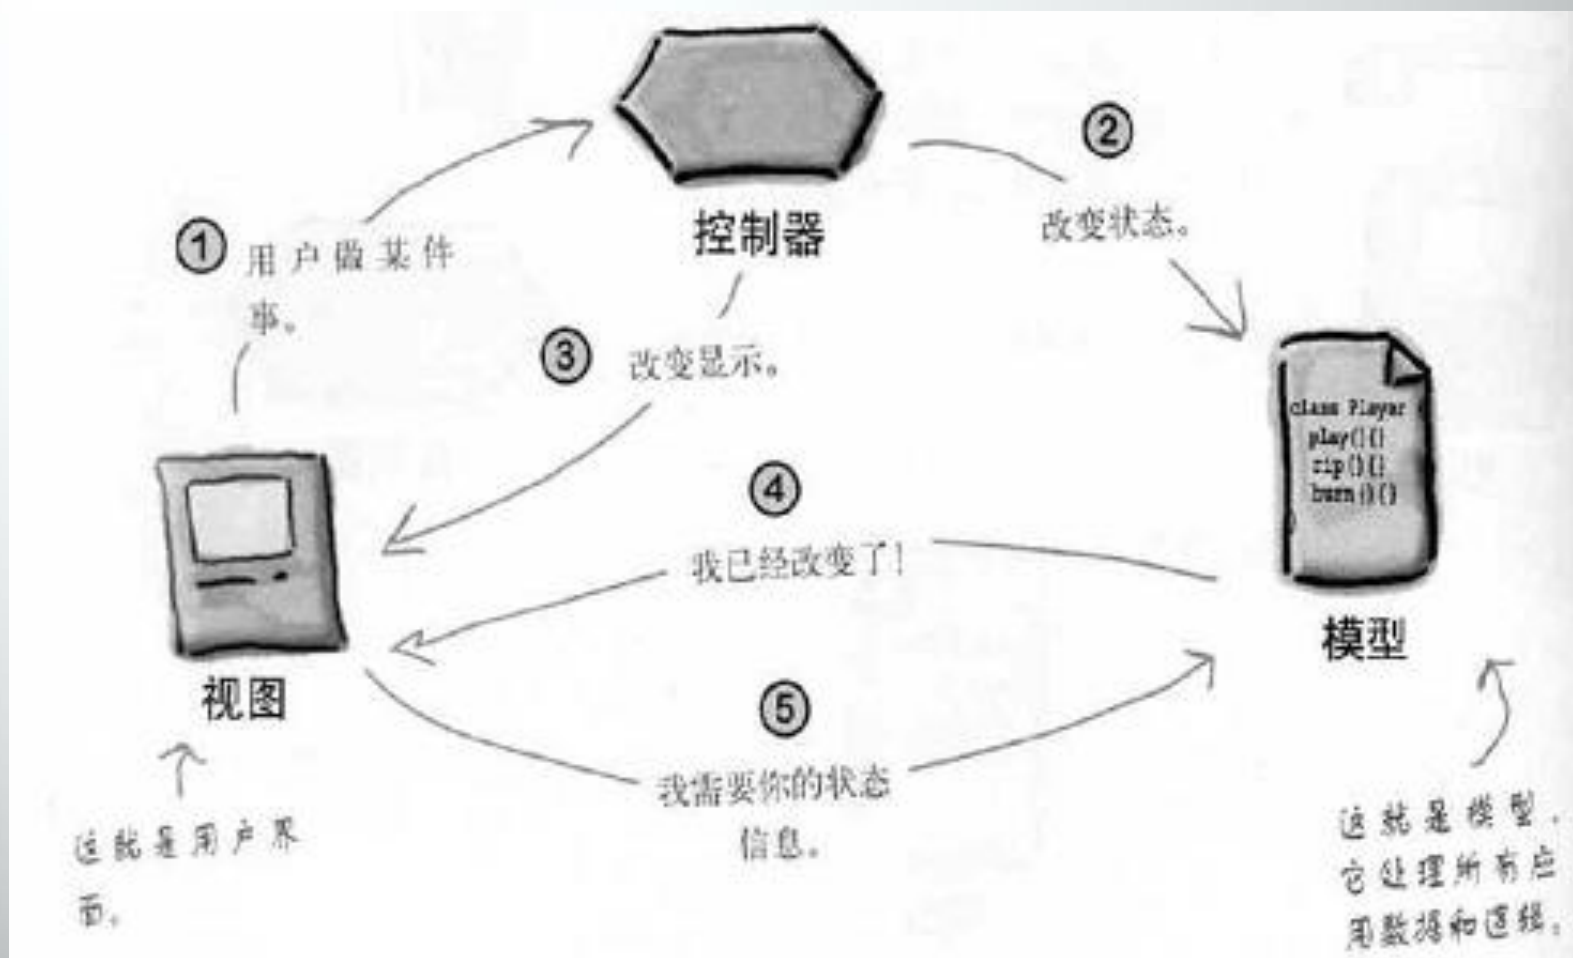 控制器
①
用户做某件
事。
②
改变状态。
③
改变显示。
class Player
play(){}
rip(){}
burn(){}
④
我已经改变了!
模型
视图
⑤
我需要你的状态
信息。
这就是用户界
面。
这就是模型,
它处理所有应
用数据和逻辑。